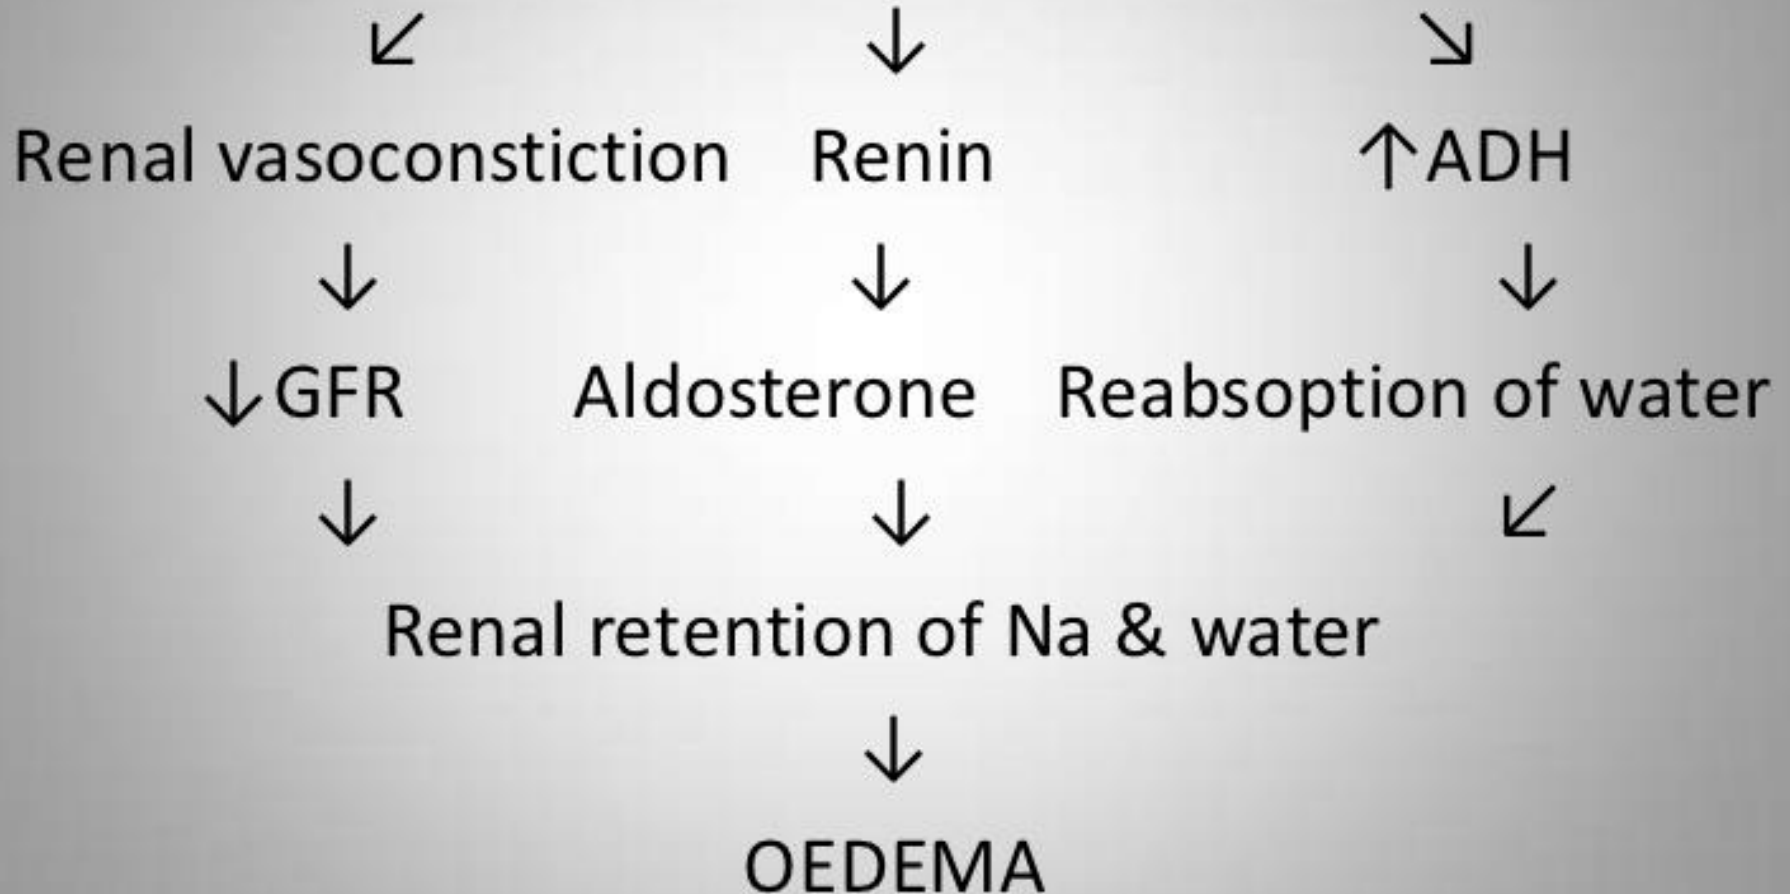 ↙ ↓ ↘
Renal vasoconstiction Renin ↑ADH
↓ ↓ ↓
↓GFR Aldosterone Reabsoption of water
↓ ↓ ↙
Renal retention of Na & water
↓
OEDEMA